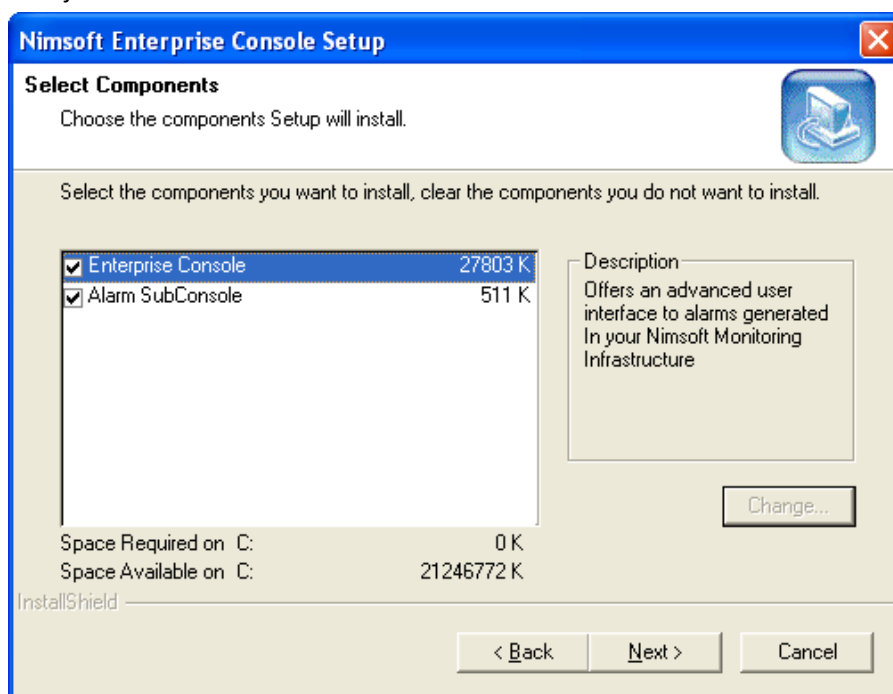 Nimsoft Enterprise Console Setup
Select Components
Choose the components Setup will install.
Select the components you want to install, clear the components you do not want to install.
Enterprise Console 27803 K
Alarm SubConsole 511 K
Description
Offers an advanced user
interface to alarms generated
In your Nimsoft Monitoring
Infrastructure
Change...
Space Required on C: 0 K
Space Available on C: 21246772 K
InstallShield
< Back Next > Cancel